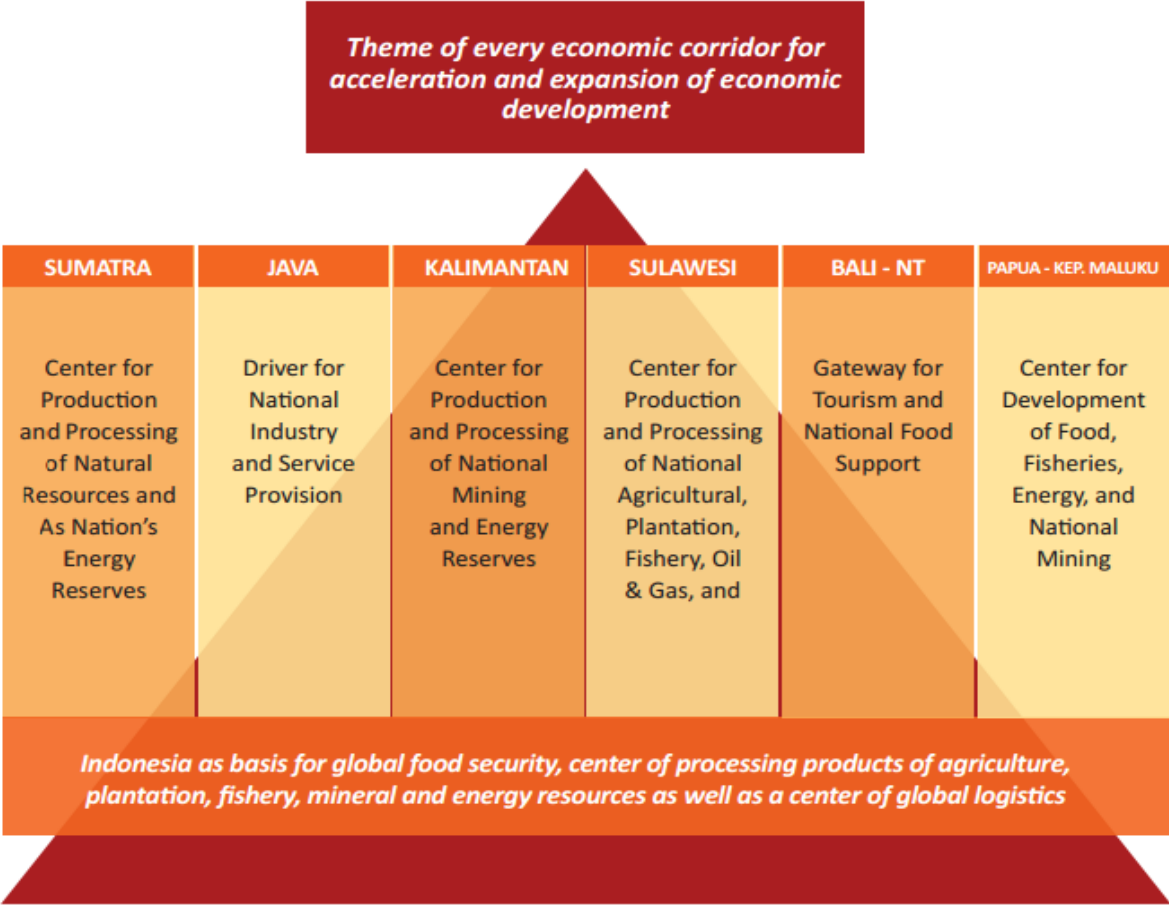 Theme of every economic corridor for
acceleration and expansion of economic
development
SUMATRA
Center for
Production
and Processing
of Natural
Resources and
As Nation's
Energy
Reserves
JAVA
Driver for
National
Industry
and Service
Provision
KALIMANTAN
Center for
Production
and Processing
of National
Mining
and Energy
Reserves
SULAWESI
Center for
Production
and Processing
of National
Agricultural,
Plantation,
Fishery, Oil
& Gas, and
BALI - NT
Gateway for
Tourism and
National Food
Support
PAPUA - KEP. MALUKU
Center for
Development
of Food,
Fisheries,
Energy, and
National
Mining
Indonesia as basis for global food security, center of processing products of agriculture,
plantation, fishery, mineral and energy resources as well as a center of global logistics